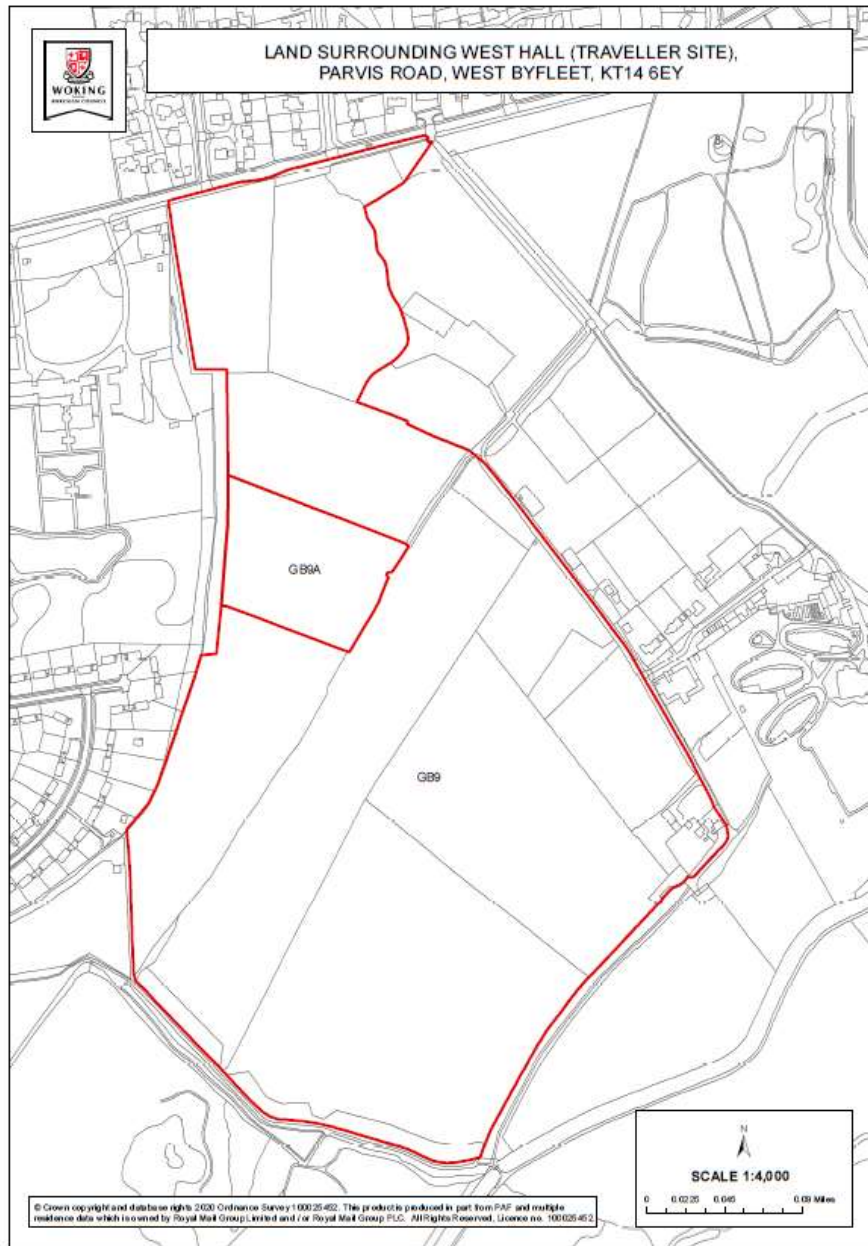 WOKING
BOROUGH COUNCIL
LAND SURROUNDING WEST HALL (TRAVELLER SITE),
PARVIS ROAD, WEST BYFLEET, KT14 6EY
GB9A
GB9
N
SCALE 1:4,000
0 0.0225 0.045 0.09 Miles
© Crown copyright and database rights 2020 Ordnance Survey 100025452. This product is produced in part from PAF and multiple
residence data which is owned by Royal Mail Group Limited and / or Royal Mail Group PLC. All Rights Reserved, Licence no. 100025452